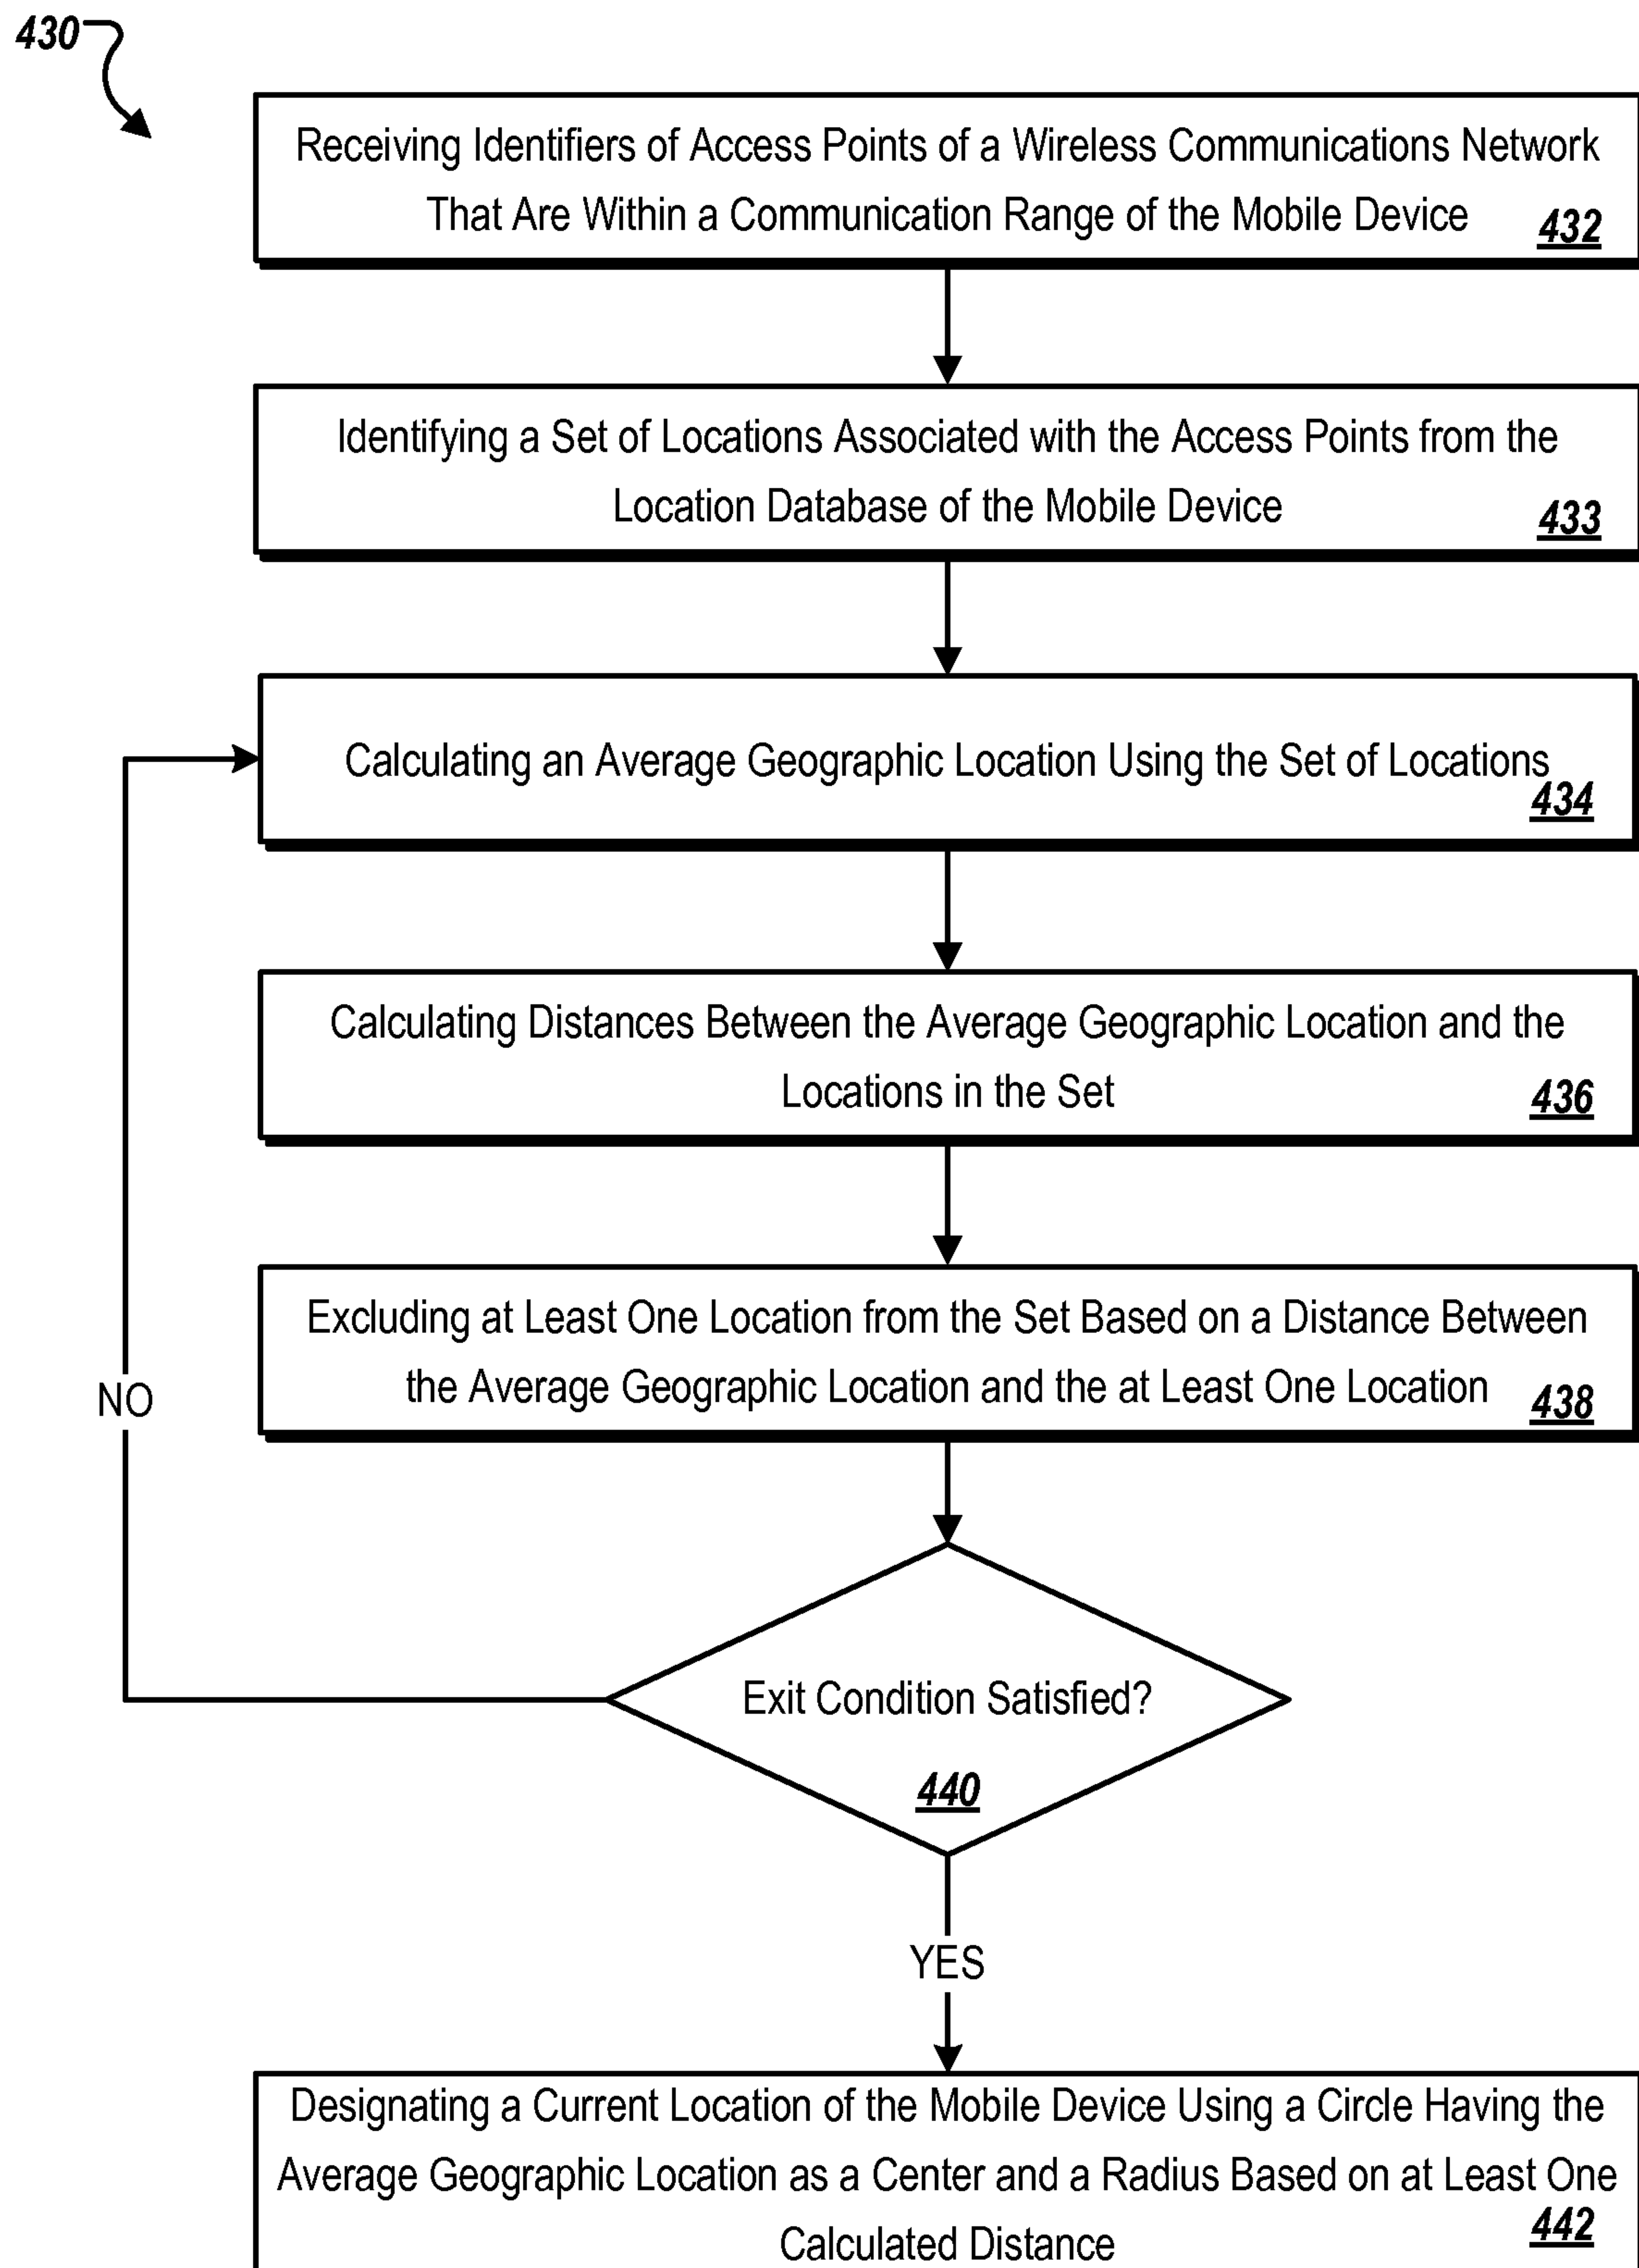 430
Receiving Identifiers of Access Points of a Wireless Communications Network
That Are Within a Communication Range of the Mobile Device
432
Identifying a Set of Locations Associated with the Access Points from the
Location Database of the Mobile Device
433
Calculating an Average Geographic Location Using the Set of Locations
434
Calculating Distances Between the Average Geographic Location and the
Locations in the Set
436
Excluding at Least One Location from the Set Based on a Distance Between
the Average Geographic Location and the at Least One Location
438
NO
Exit Condition Satisfied?
440
YES
Designating a Current Location of the Mobile Device Using a Circle Having the
Average Geographic Location as a Center and a Radius Based on at Least One
Calculated Distance
442